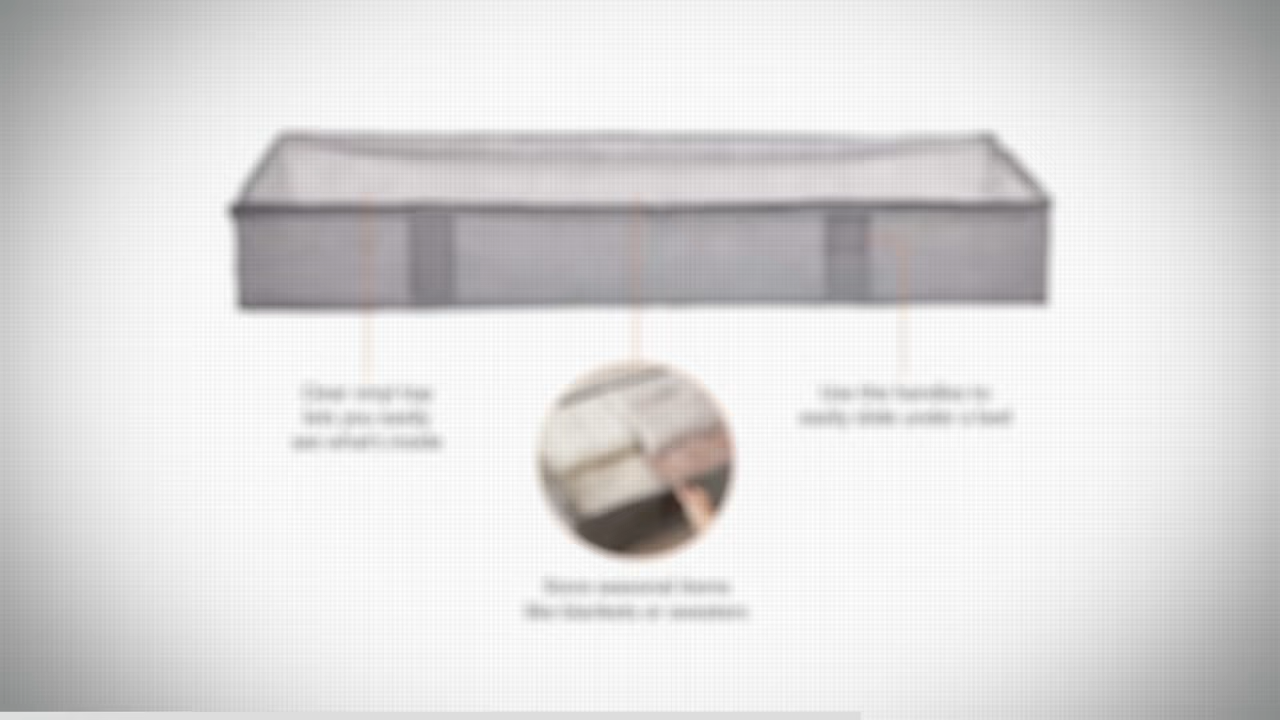 Clear vinyl top
lets you easily
see what's inside
Use the handles to
easily slide under a bed
seasonal items
like blankets or sweaters